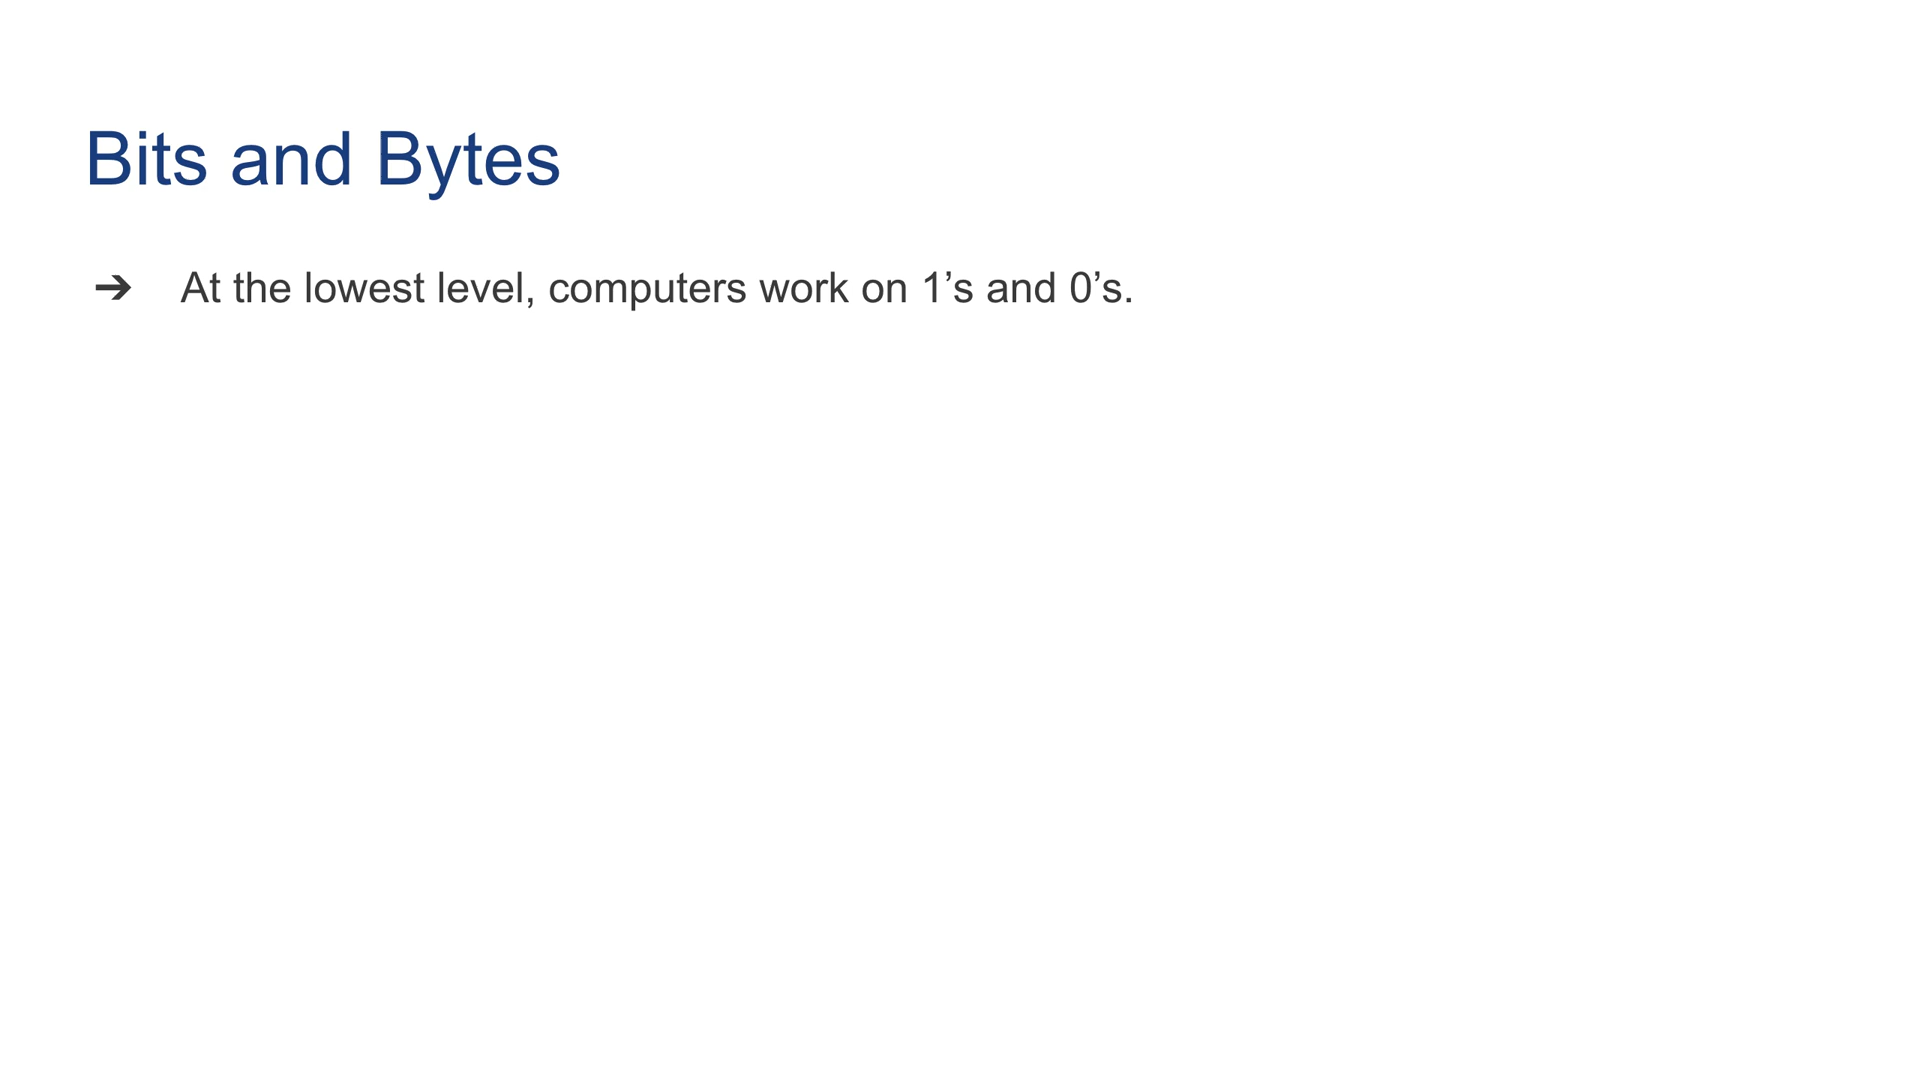 Bits and Bytes
➔ At the lowest level, computers work on 1’s and 0’s.